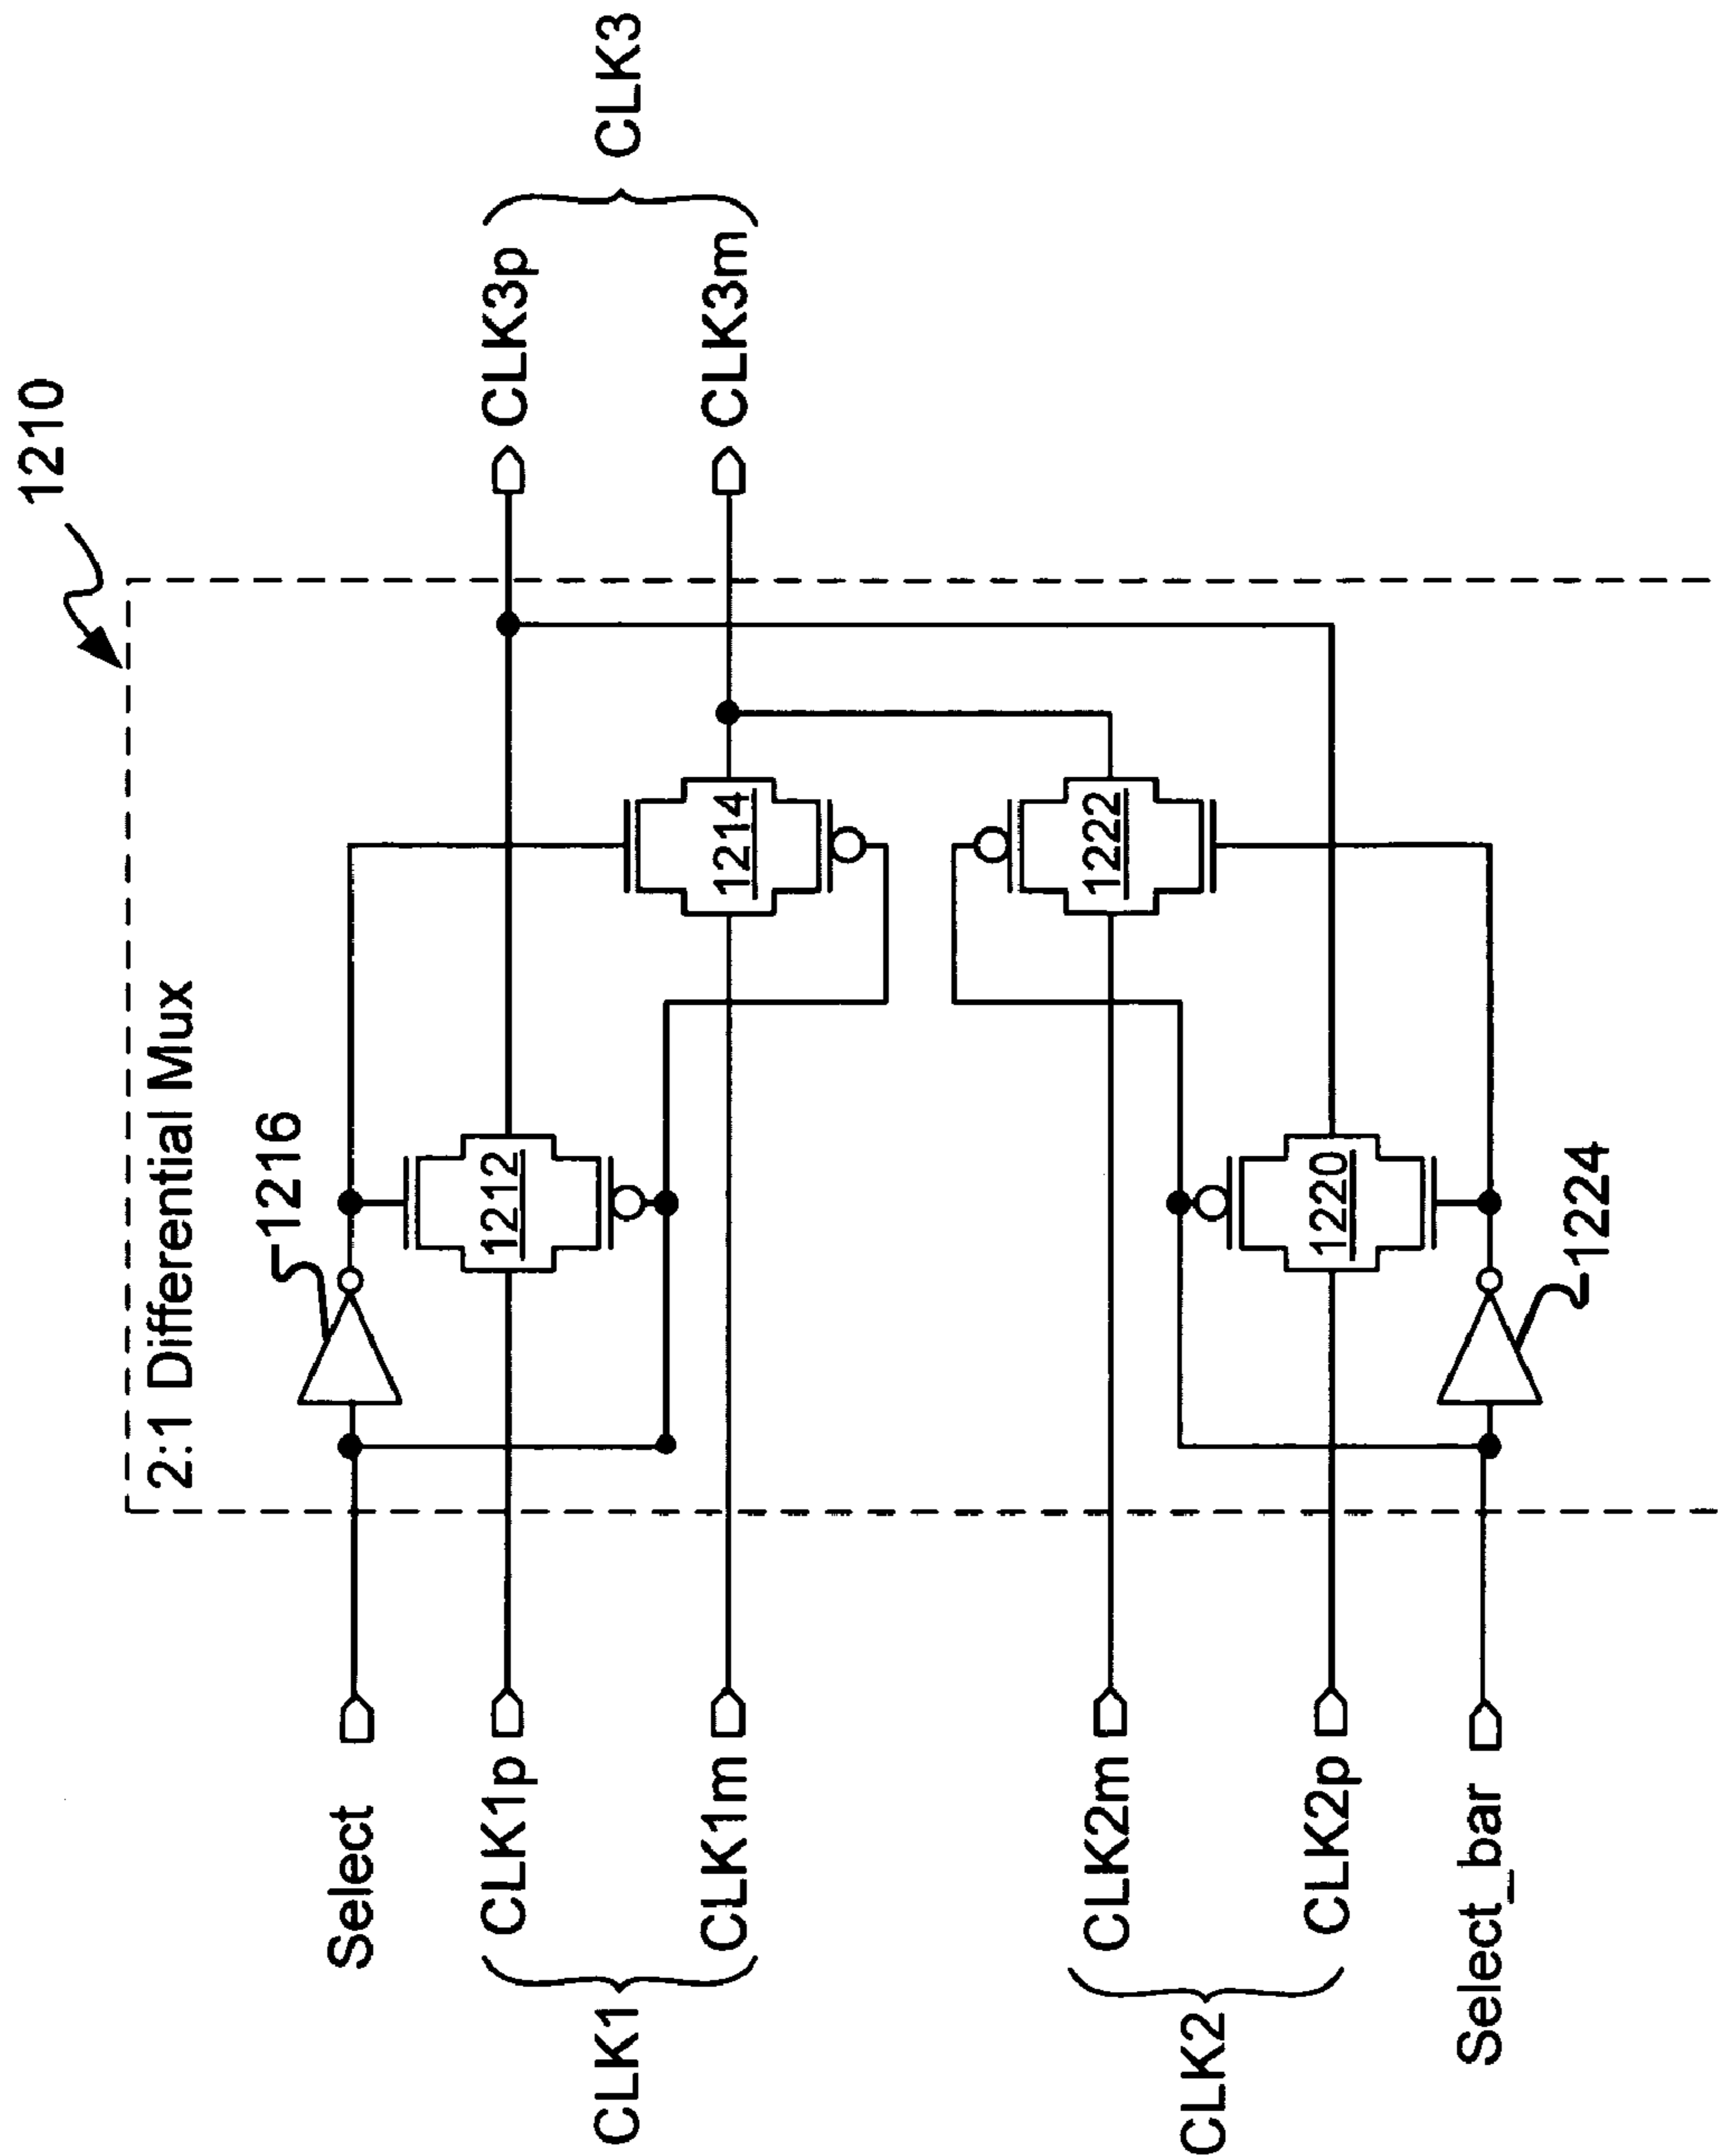 1210
2:1 Differential Mux
Select
1216
CLK1
CLK1p
1212
CLK3p
CLK3
CLK1m
1214
CLK3m
CLK2
CLK2m
1222
CLK2p
1220
Select_bar
1224